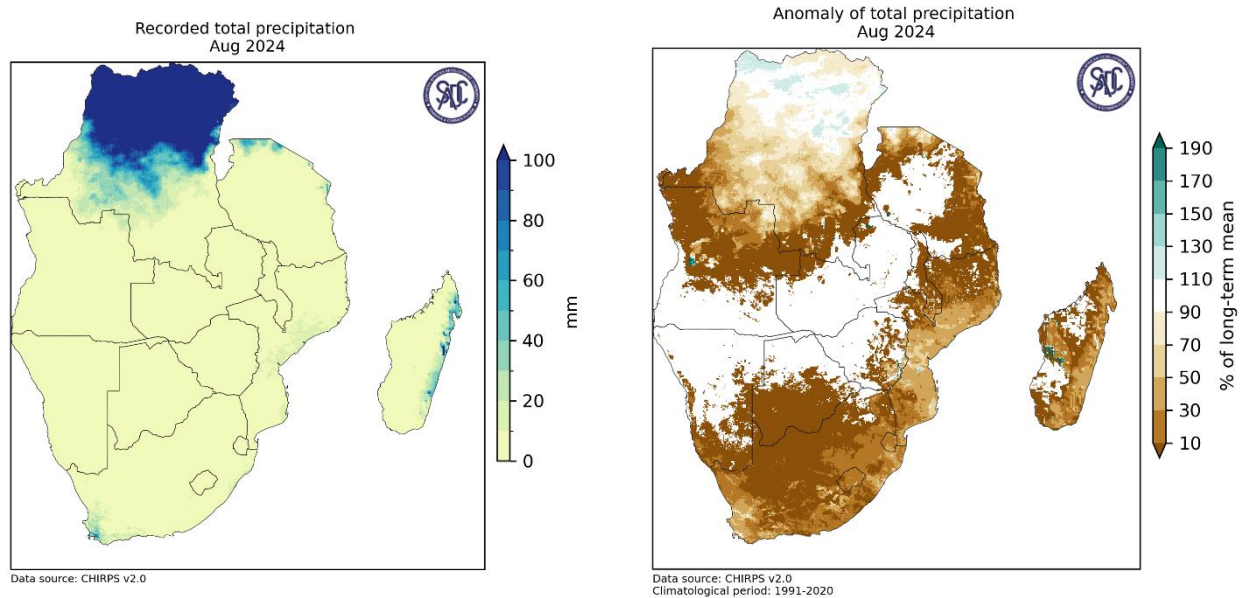 Recorded total precipitation
Aug 2024
SADC
100
80
60
40
20
0
mm
Data source: CHIRPS v2.0
Anomaly of total precipitation
Aug 2024
SADC
190
170
150
130
110
90
70
50
30
10
% of long-term mean
Data source: CHIRPS v2.0
Climatological period: 1991-2020